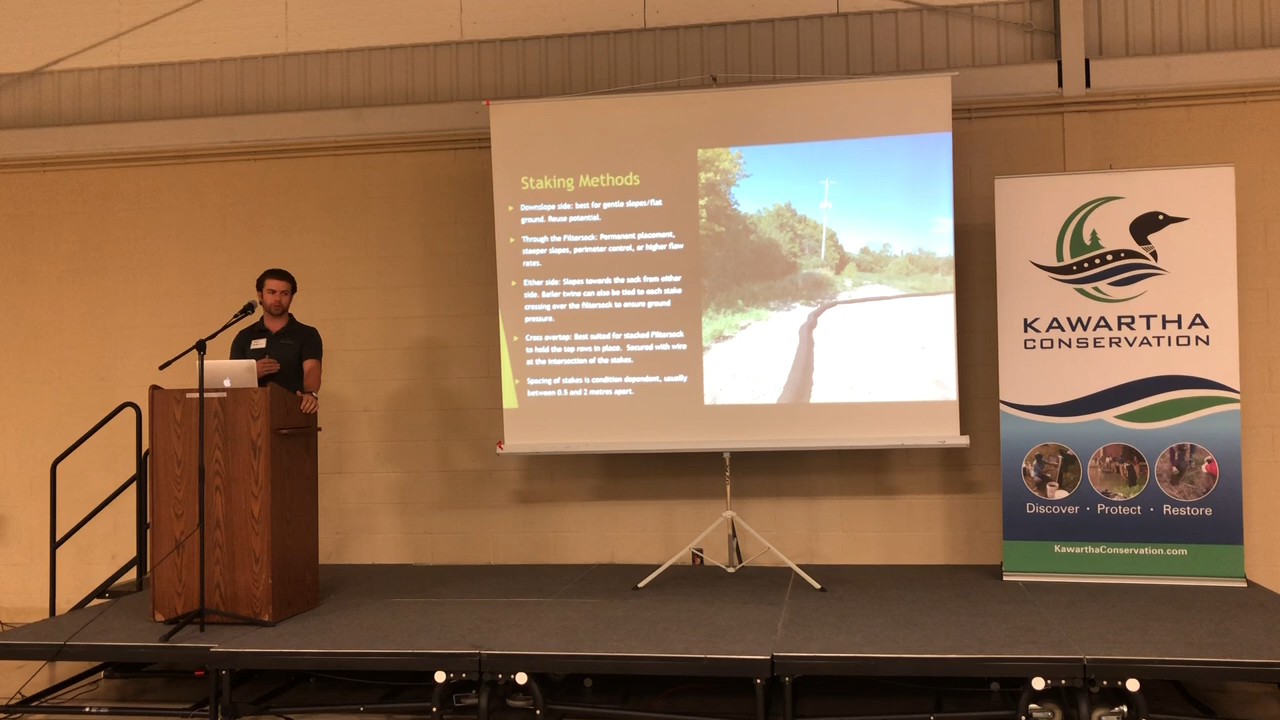 Staking Methods
Downslope side: best for gentle slopes/flat
ground. Reuse potential.
Through the Filtersock: Permanent placement,
steeper slopes, perimeter control, or higher flow
rates.
Either side: Slopes towards the sock from either
side. Bailer twine can also be tied to each stake
crossing over the filtersock to ensure ground
pressure.
Cross overtop: Best suited for stacked Filtersock
to hold the top rows in place. Secured with wire
at the intersection of the stakes.
Spacing of stakes is condition dependent, usually
between 0.5 and 2 metres apart.
KAWARTHA
CONSERVATION
Discover · Protect · Restore
KawarthaConservation.com